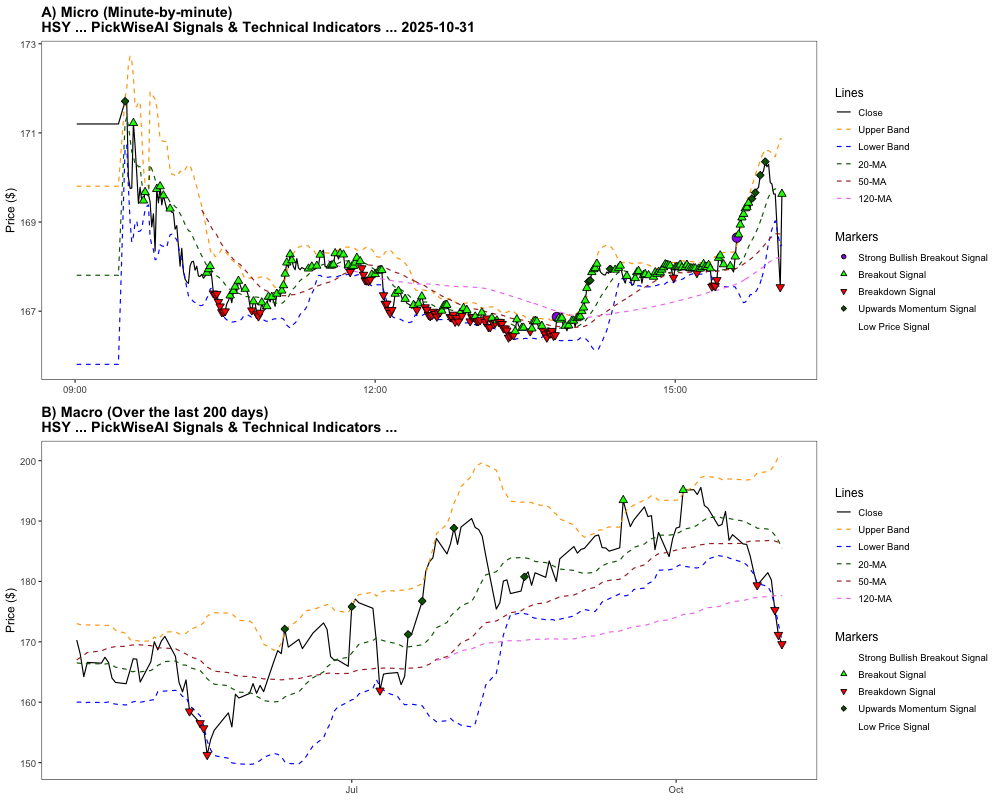 A) Micro (Minute-by-minute)
HSY ... PickWiseAI Signals & Technical Indicators ... 2025-10-31
173
171
169
167
Price ($)
09:00
12:00
15:00
Lines
Close
Upper Band
Lower Band
20-MA
50-MA
120-MA
Markers
Strong Bullish Breakout Signal
Breakout Signal
Breakdown Signal
Upwards Momentum Signal
Low Price Signal
B) Macro (Over the last 200 days)
HSY ... PickWiseAI Signals & Technical Indicators ...
200
190
180
170
160
150
Price ($)
Jul
Oct
Lines
Close
Upper Band
Lower Band
20-MA
50-MA
120-MA
Markers
Strong Bullish Breakout Signal
Breakout Signal
Breakdown Signal
Upwards Momentum Signal
Low Price Signal